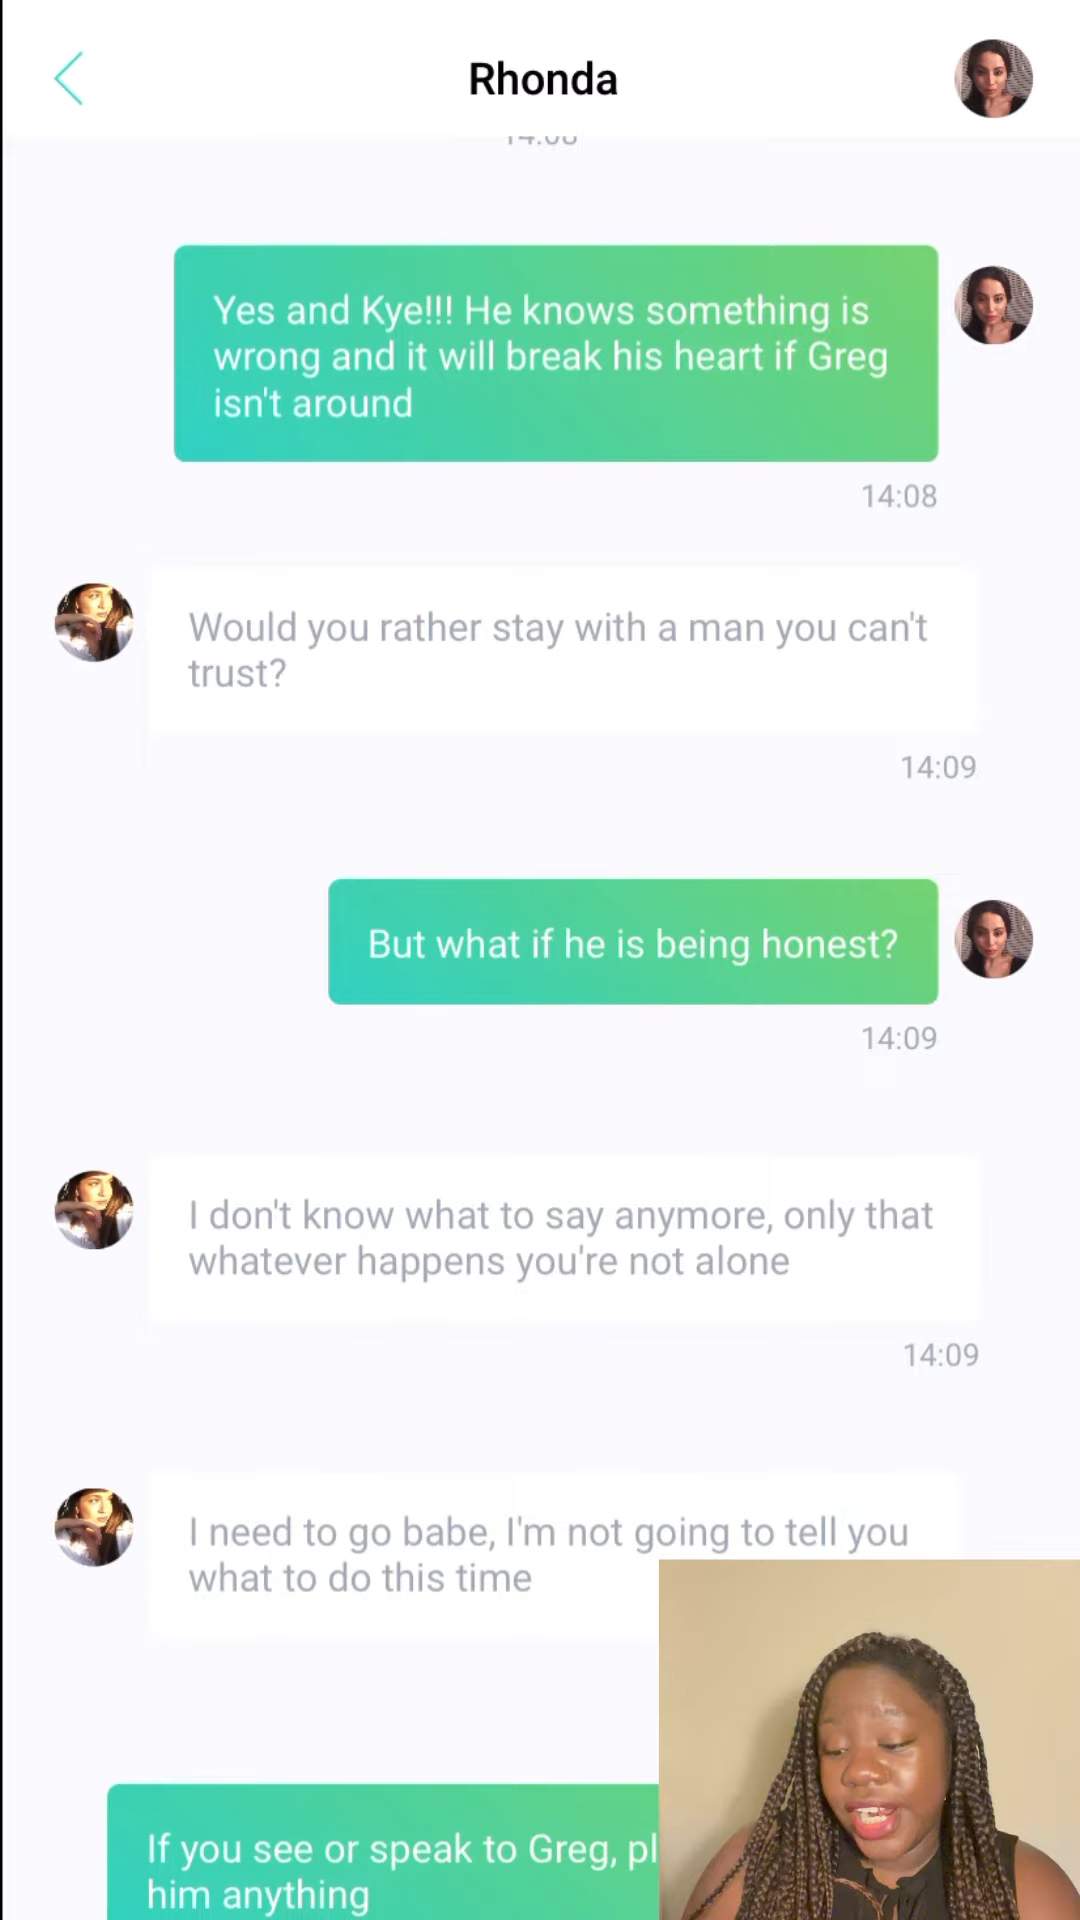 Rhonda
Yes and Kye!!! He knows something is
wrong and it will break his heart if Greg
isn't around
14:08
Would you rather stay with a man you can't
trust?
14:09
But what if he is being honest?
14:09
I don't know what to say anymore, only that
whatever happens you're not alone
14:09
I need to go babe, I'm not going to tell you
what to do this time
If you see or speak to Greg,
him anything